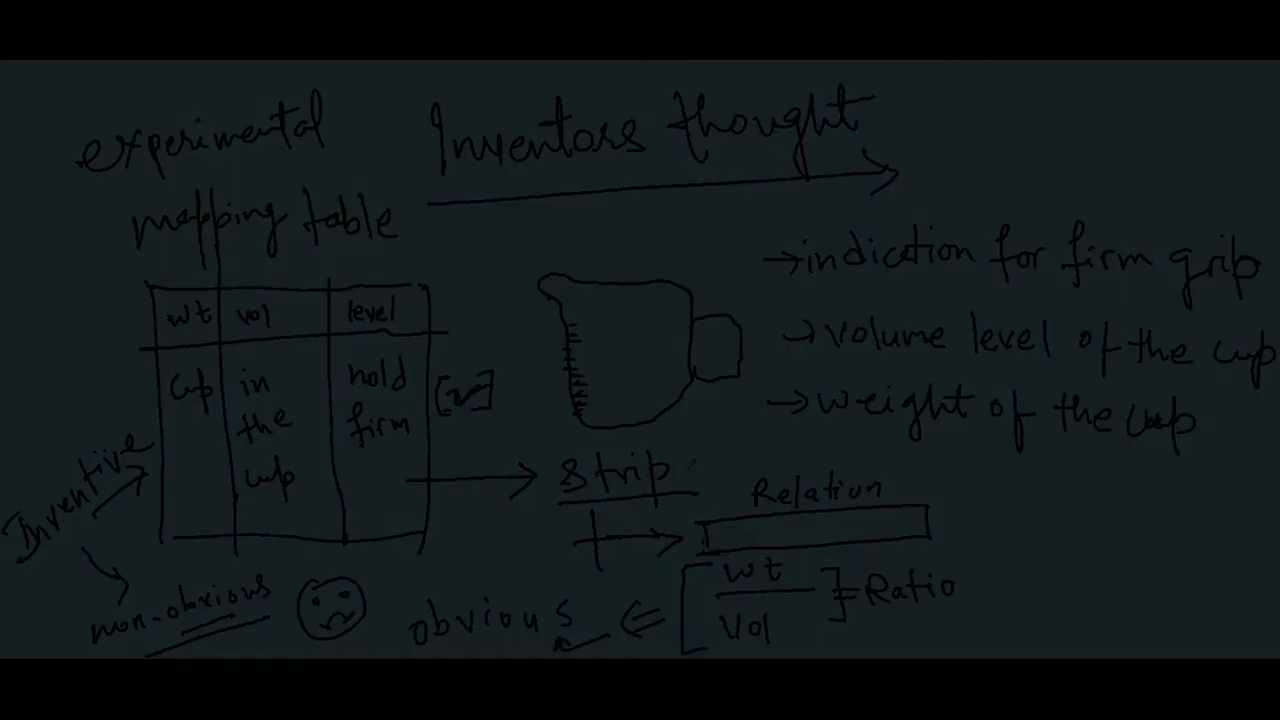 experimental
mapping table
Inventors thought
wt vol level
cup in the cup hold firm
[✓]
→ indication for firm grip
→ volume level of the cup
→ weight of the cup
Inventive
non-obvious
strip
Relation
wt
Vol
= Ratio
obvious